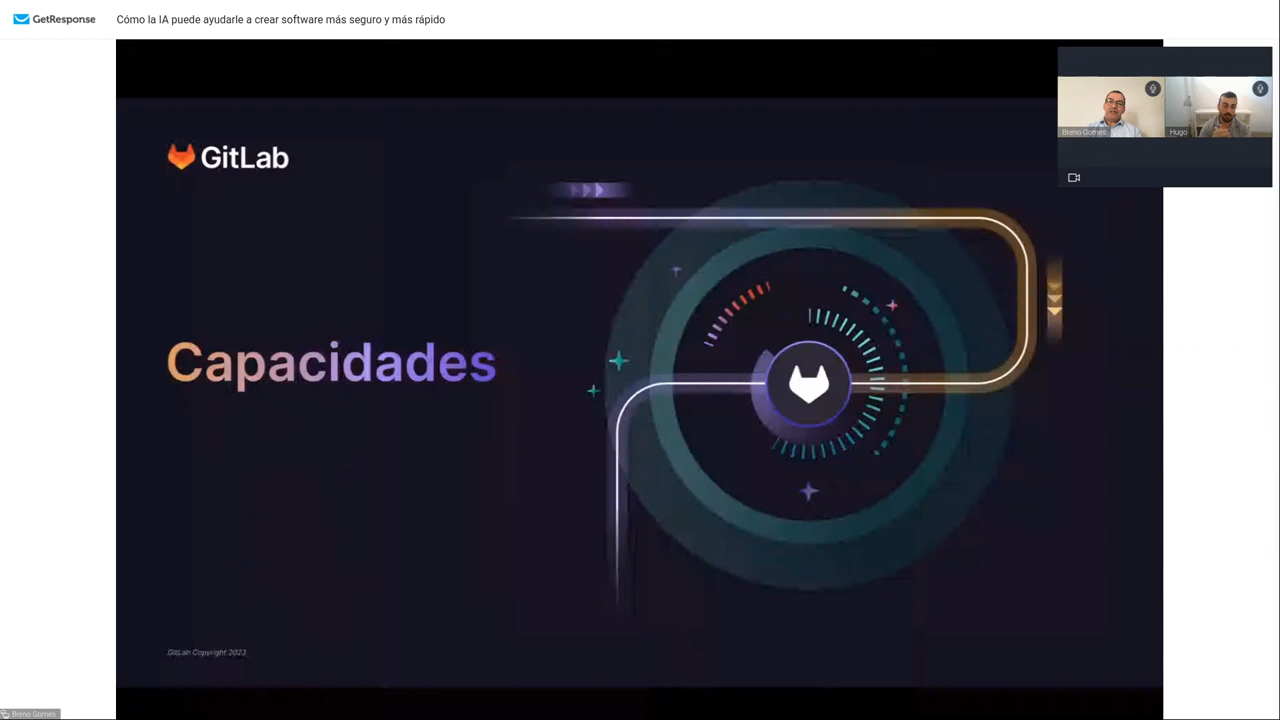 GetResponse
Cómo la IA puede ayudarle a crear software más seguro y más rápido
Breno Gomes
Hugo
GitLab
Capacidades
GitLab Copyright 2023
Breno Gomes